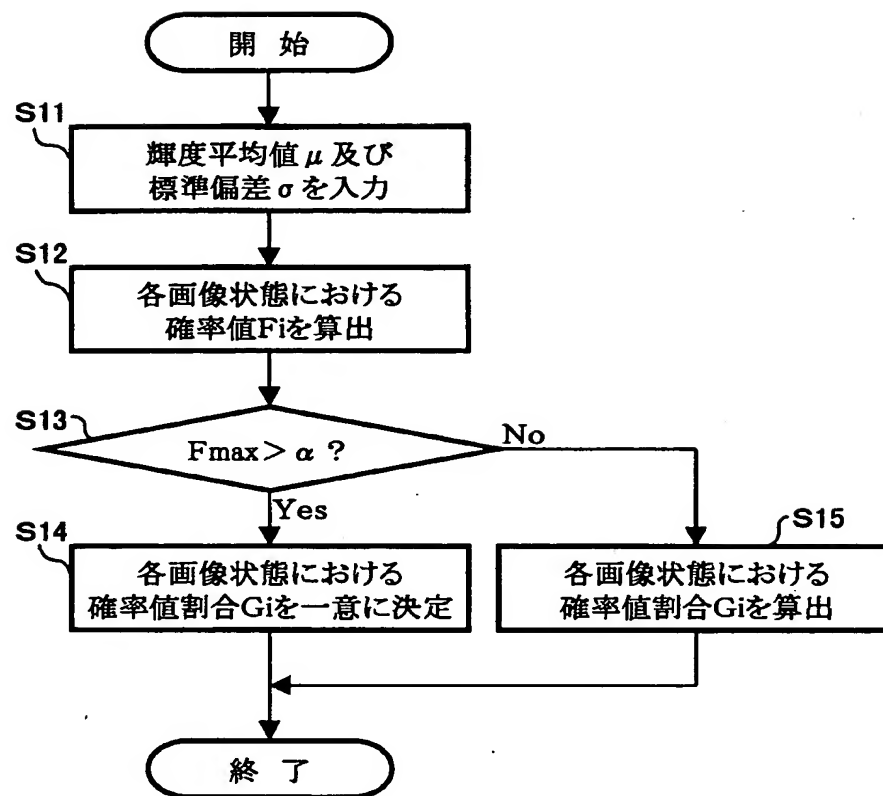 開 始
S11
輝度平均値μ及び
標準偏差σを入力
S12
各画像状態における
確率値Fiを算出
S13
Fmax＞α？
No
Yes
S14
各画像状態における
確率値割合Giを一意に決定
S15
各画像状態における
確率値割合Giを算出
終 了